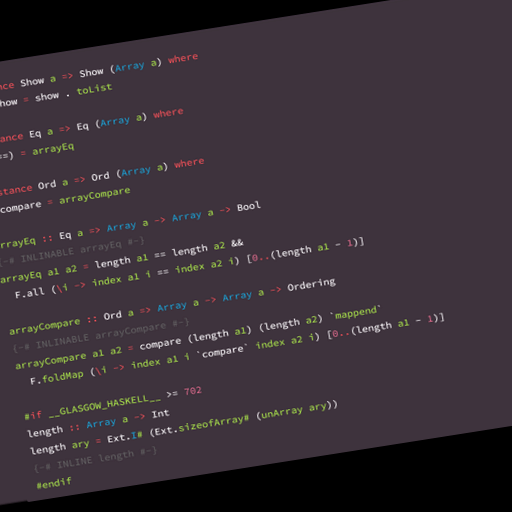 nce Show a => Show (Array a) where
how = show . toList
ance Eq a => Eq (Array a) where
==) = arrayEq
stance Ord a => Ord (Array a) where
compare = arrayCompare
rrayEq :: Eq a => Array a -> Array a -> Bool
{-# INLINABLE arrayEq #-}
arrayEq a1 a2 = length a1 == length a2 &&
F.all (\i -> index a1 i == index a2 i) [0..(length a1 - 1)]
arrayCompare :: Ord a => Array a -> Array a -> Ordering
{-# INLINABLE arrayCompare #-}
arrayCompare a1 a2 = compare (length a1) (length a2) `mappend`
F.foldMap (\i -> index a1 i `compare` index a2 i) [0..(length a1 - 1)]
#if __GLASGOW_HASKELL__ >= 702
length :: Array a -> Int
length ary = Ext.I# (Ext.sizeofArray# (unArray ary))
{-# INLINE length #-}
#endif